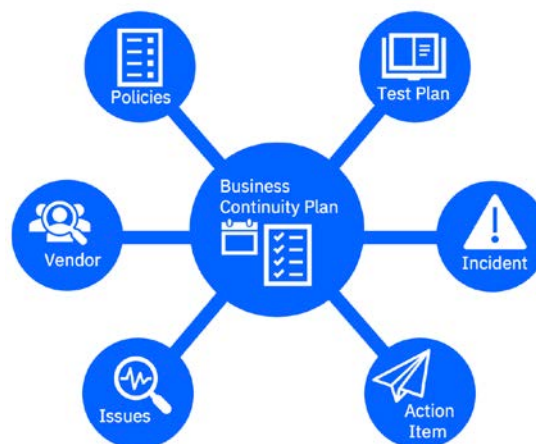 Policies
Test Plan
Business
Continuity Plan
Vendor
Incident
Issues
Action
Item